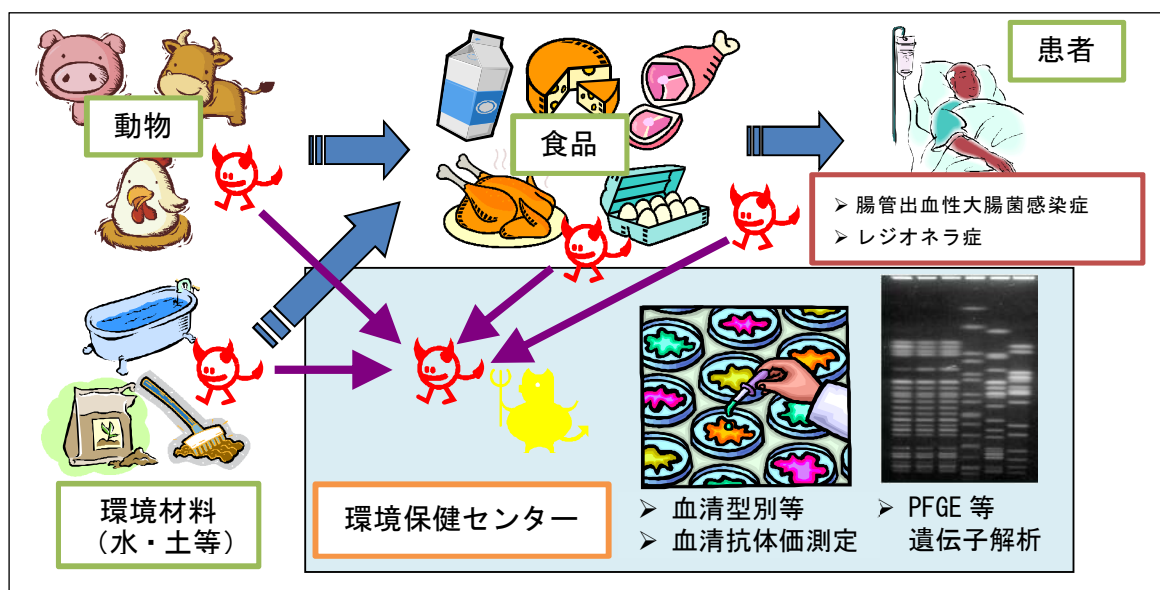 動物
食品
患者
➢ 腸管出血性大腸菌感染症
➢ レジオネラ症
環境材料
（水・土等）
環境保健センター
➢ 血清型別等
➢ 血清抗体価測定
➢ PFGE 等
遺伝子解析